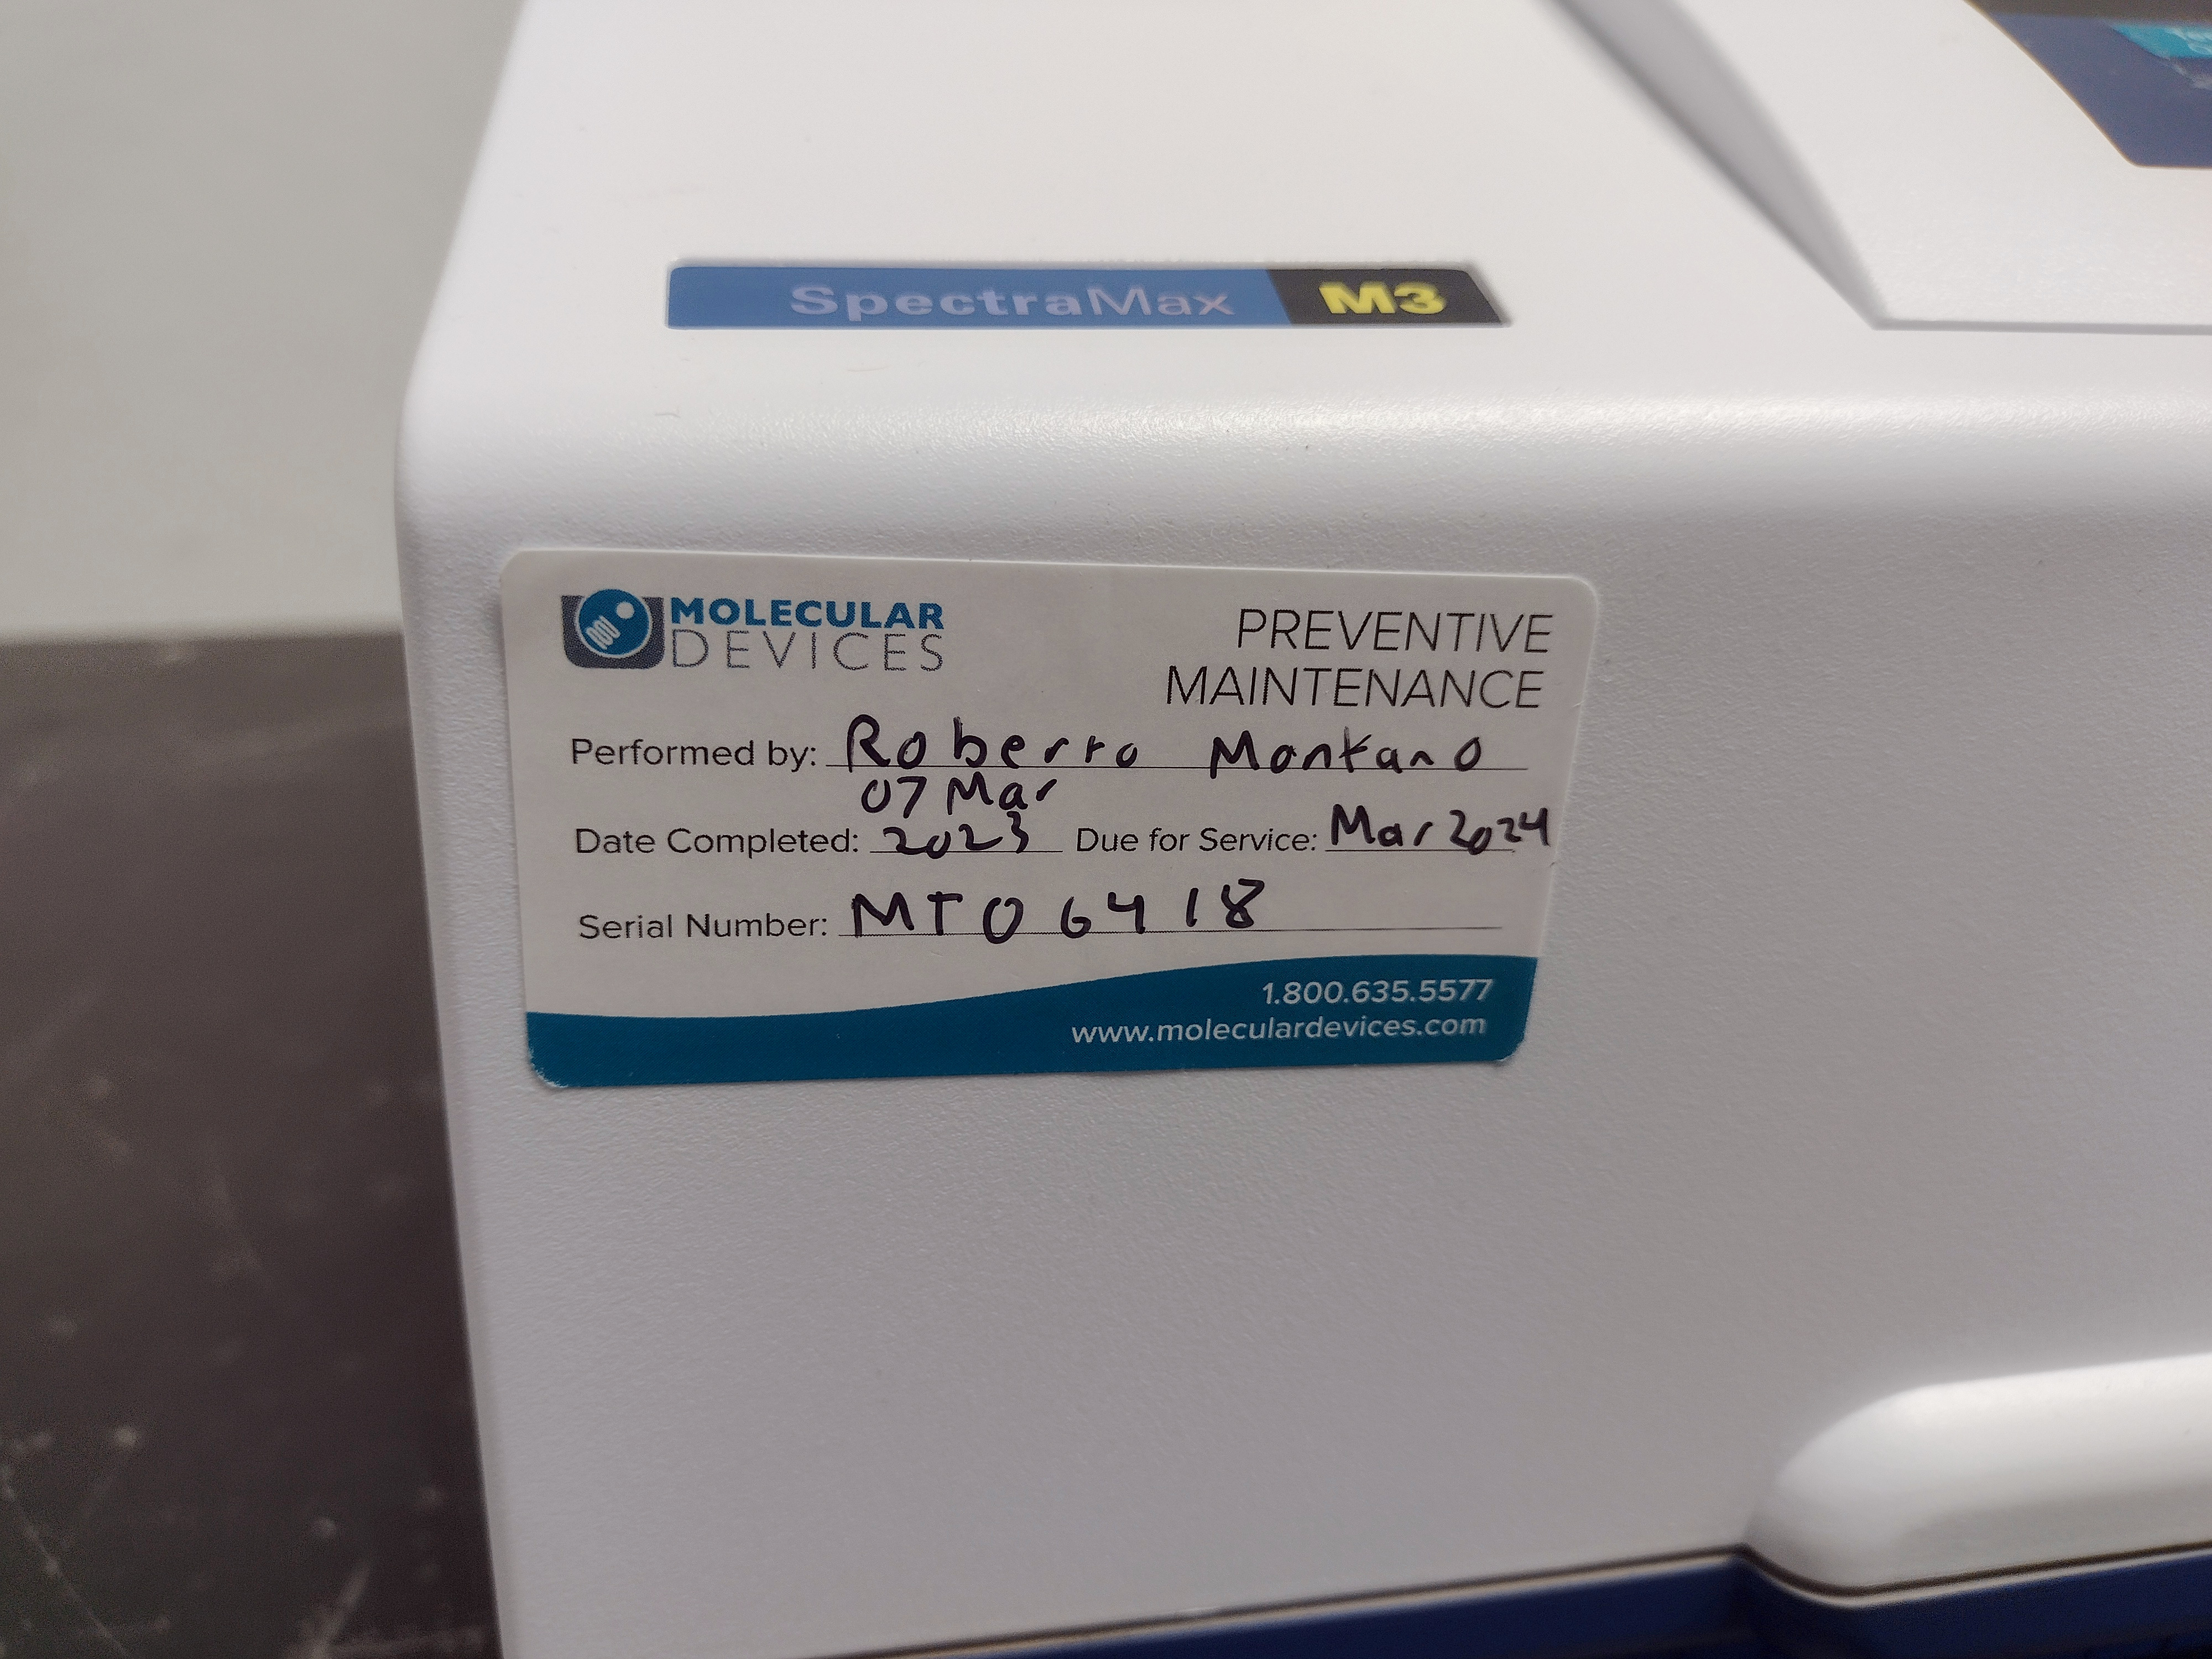 SpectraMax M3
MOLECULAR
DEVICES
PREVENTIVE
MAINTENANCE
Performed by: Roberto Montano
07 Mar
Date Completed: 2023 Due for Service: Mar 2024
Serial Number: MT06418
1.800.635.5577
www.moleculardevices.com